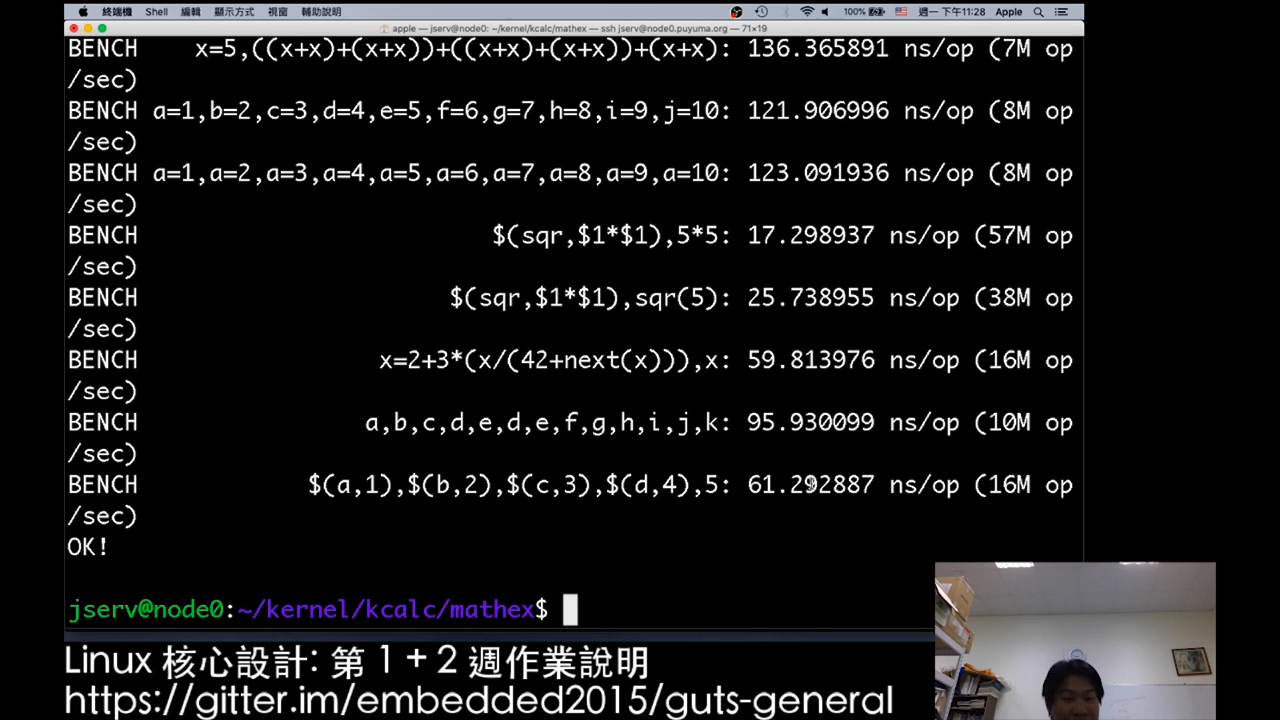 終端機 Shell 編輯 顯示方式 視窗 輔助說明 100% 週一 下午11:28 Apple
apple — jserv@node0: ~/kernel/kcalc/mathex — ssh jserv@node0.puyuma.org — 71×19
BENCH x=5,((x+x)+(x+x))+((x+x)+(x+x))+(x+x): 136.365891 ns/op (7M op
/sec)
BENCH a=1,b=2,c=3,d=4,e=5,f=6,g=7,h=8,i=9,j=10: 121.906996 ns/op (8M op
/sec)
BENCH a=1,a=2,a=3,a=4,a=5,a=6,a=7,a=8,a=9,a=10: 123.091936 ns/op (8M op
/sec)
BENCH $(sqr,$1*$1),5*5: 17.298937 ns/op (57M op
/sec)
BENCH $(sqr,$1*$1),sqr(5): 25.738955 ns/op (38M op
/sec)
BENCH x=2+3*(x/(42+next(x))),x: 59.813976 ns/op (16M op
/sec)
BENCH a,b,c,d,e,d,e,f,g,h,i,j,k: 95.930099 ns/op (10M op
/sec)
BENCH $(a,1),$(b,2),$(c,3),$(d,4),5: 61.292887 ns/op (16M op
/sec)
OK!
jserv@node0:~/kernel/kcalc/mathex$
Linux 核心設計: 第 1 + 2 週作業說明
https://gitter.im/embedded2015/guts-general